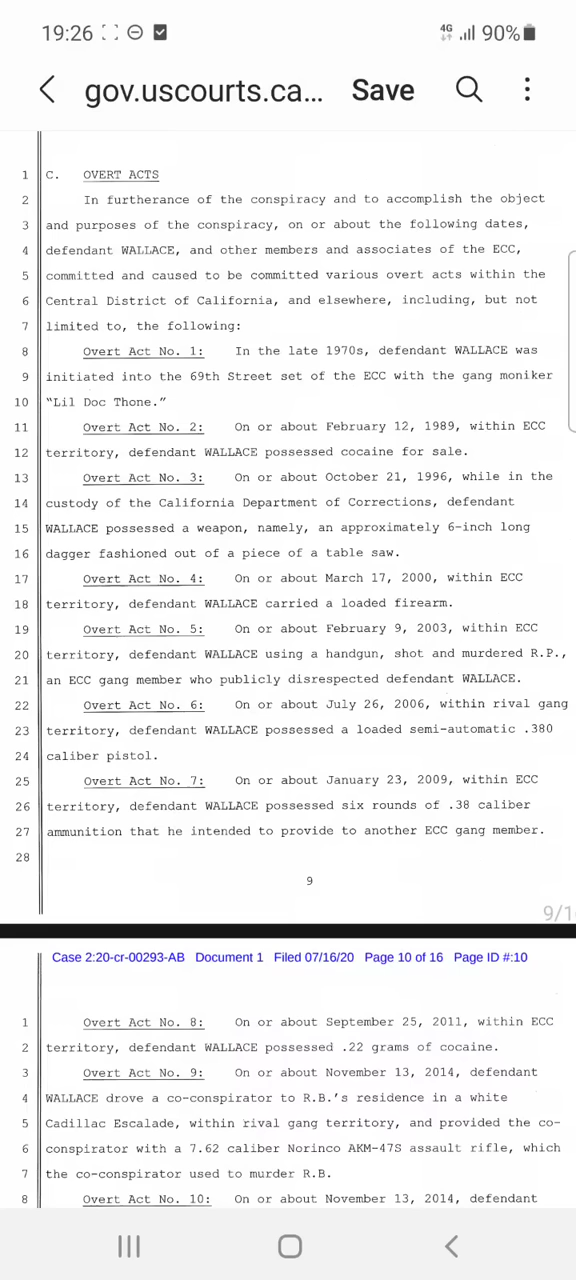 19:26
4G 90%
gov.uscourts.ca... Save
1 C. OVERT ACTS
2 In furtherance of the conspiracy and to accomplish the object
3 and purposes of the conspiracy, on or about the following dates,
4 defendant WALLACE, and other members and associates of the ECC,
5 committed and caused to be committed various overt acts within the
6 Central District of California, and elsewhere, including, but not
7 limited to, the following:
8 Overt Act No. 1: In the late 1970s, defendant WALLACE was
9 initiated into the 69th Street set of the ECC with the gang moniker
10 “Lil Doc Thone.”
11 Overt Act No. 2: On or about February 12, 1989, within ECC
12 territory, defendant WALLACE possessed cocaine for sale.
13 Overt Act No. 3: On or about October 21, 1996, while in the
14 custody of the California Department of Corrections, defendant
15 WALLACE possessed a weapon, namely, an approximately 6-inch long
16 dagger fashioned out of a piece of a table saw.
17 Overt Act No. 4: On or about March 17, 2000, within ECC
18 territory, defendant WALLACE carried a loaded firearm.
19 Overt Act No. 5: On or about February 9, 2003, within ECC
20 territory, defendant WALLACE using a handgun, shot and murdered R.P.,
21 an ECC gang member who publicly disrespected defendant WALLACE.
22 Overt Act No. 6: On or about July 26, 2006, within rival gang
23 territory, defendant WALLACE possessed a loaded semi-automatic .380
24 caliber pistol.
25 Overt Act No. 7: On or about January 23, 2009, within ECC
26 territory, defendant WALLACE possessed six rounds of .38 caliber
27 ammunition that he intended to provide to another ECC gang member.
28
9
9/1
Case 2:20-cr-00293-AB Document 1 Filed 07/16/20 Page 10 of 16 Page ID #:10
1 Overt Act No. 8: On or about September 25, 2011, within ECC
2 territory, defendant WALLACE possessed .22 grams of cocaine.
3 Overt Act No. 9: On or about November 13, 2014, defendant
4 WALLACE drove a co-conspirator to R.B.’s residence in a white
5 Cadillac Escalade, within rival gang territory, and provided the co-
6 conspirator with a 7.62 caliber Norinco AKM-47S assault rifle, which
7 the co-conspirator used to murder R.B.
8 Overt Act No. 10: On or about November 13, 2014, defendant